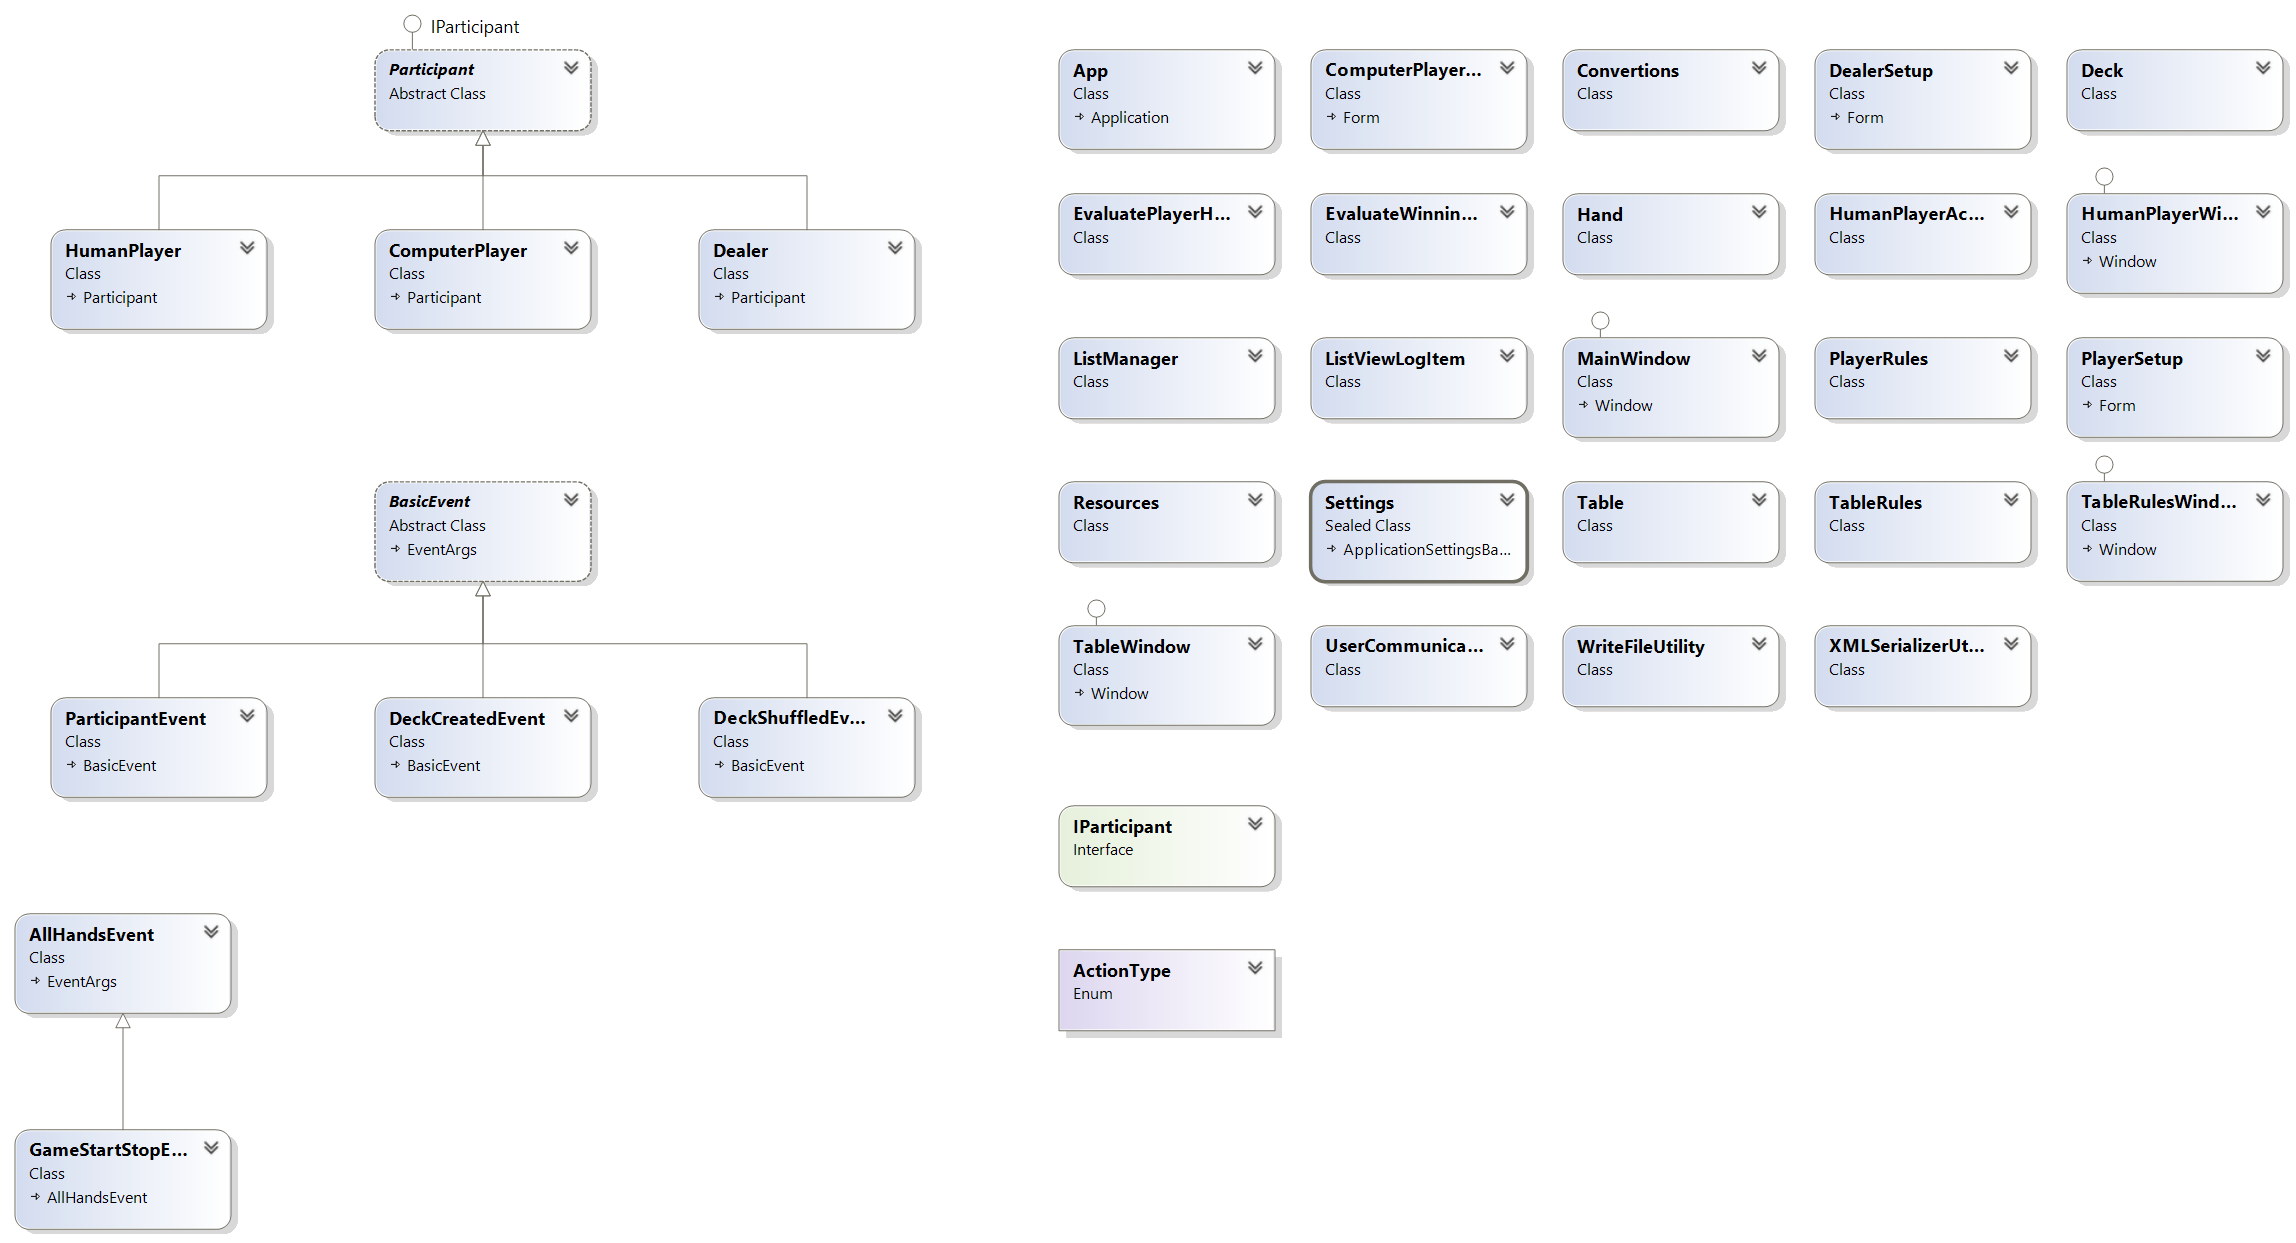 IParticipant
Participant
Abstract Class
HumanPlayer
Class
Participant
ComputerPlayer
Class
Participant
Dealer
Class
Participant
BasicEvent
Abstract Class
EventArgs
ParticipantEvent
Class
BasicEvent
DeckCreatedEvent
Class
BasicEvent
DeckShuffledEv...
Class
BasicEvent
AllHandsEvent
Class
EventArgs
GameStartStopE...
Class
AllHandsEvent
App
Class
Application
ComputerPlayer...
Class
Form
Convertions
Class
DealerSetup
Class
Form
Deck
Class
EvaluatePlayerH...
Class
EvaluateWinnin...
Class
Hand
Class
HumanPlayerAc...
Class
HumanPlayerWi...
Class
Window
ListManager
Class
ListViewLogItem
Class
MainWindow
Class
Window
PlayerRules
Class
PlayerSetup
Class
Form
Resources
Class
Settings
Sealed Class
ApplicationSettingsBa...
Table
Class
TableRules
Class
TableRulesWind...
Class
Window
TableWindow
Class
Window
UserCommunica...
Class
WriteFileUtility
Class
XMLSerializerUt...
Class
IParticipant
Interface
ActionType
Enum